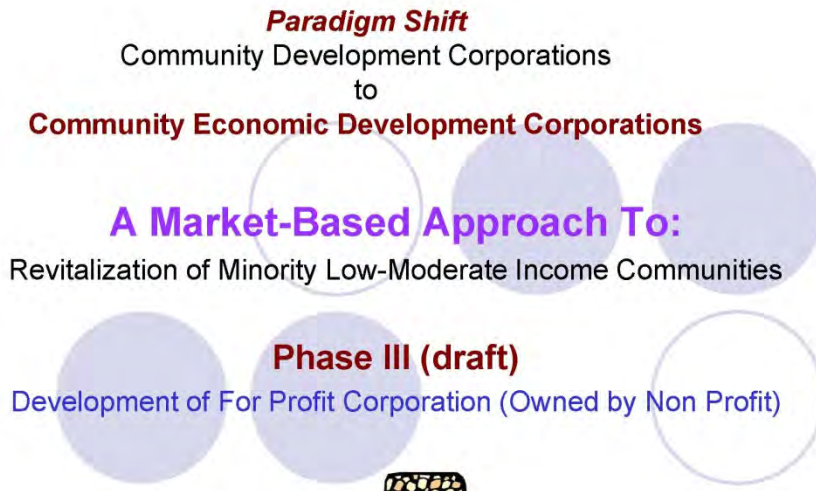 Paradigm Shift
Community Development Corporations
to
Community Economic Development Corporations
A Market-Based Approach To:
Revitalization of Minority Low-Moderate Income Communities
Phase III (draft)
Development of For Profit Corporation (Owned by Non Profit)